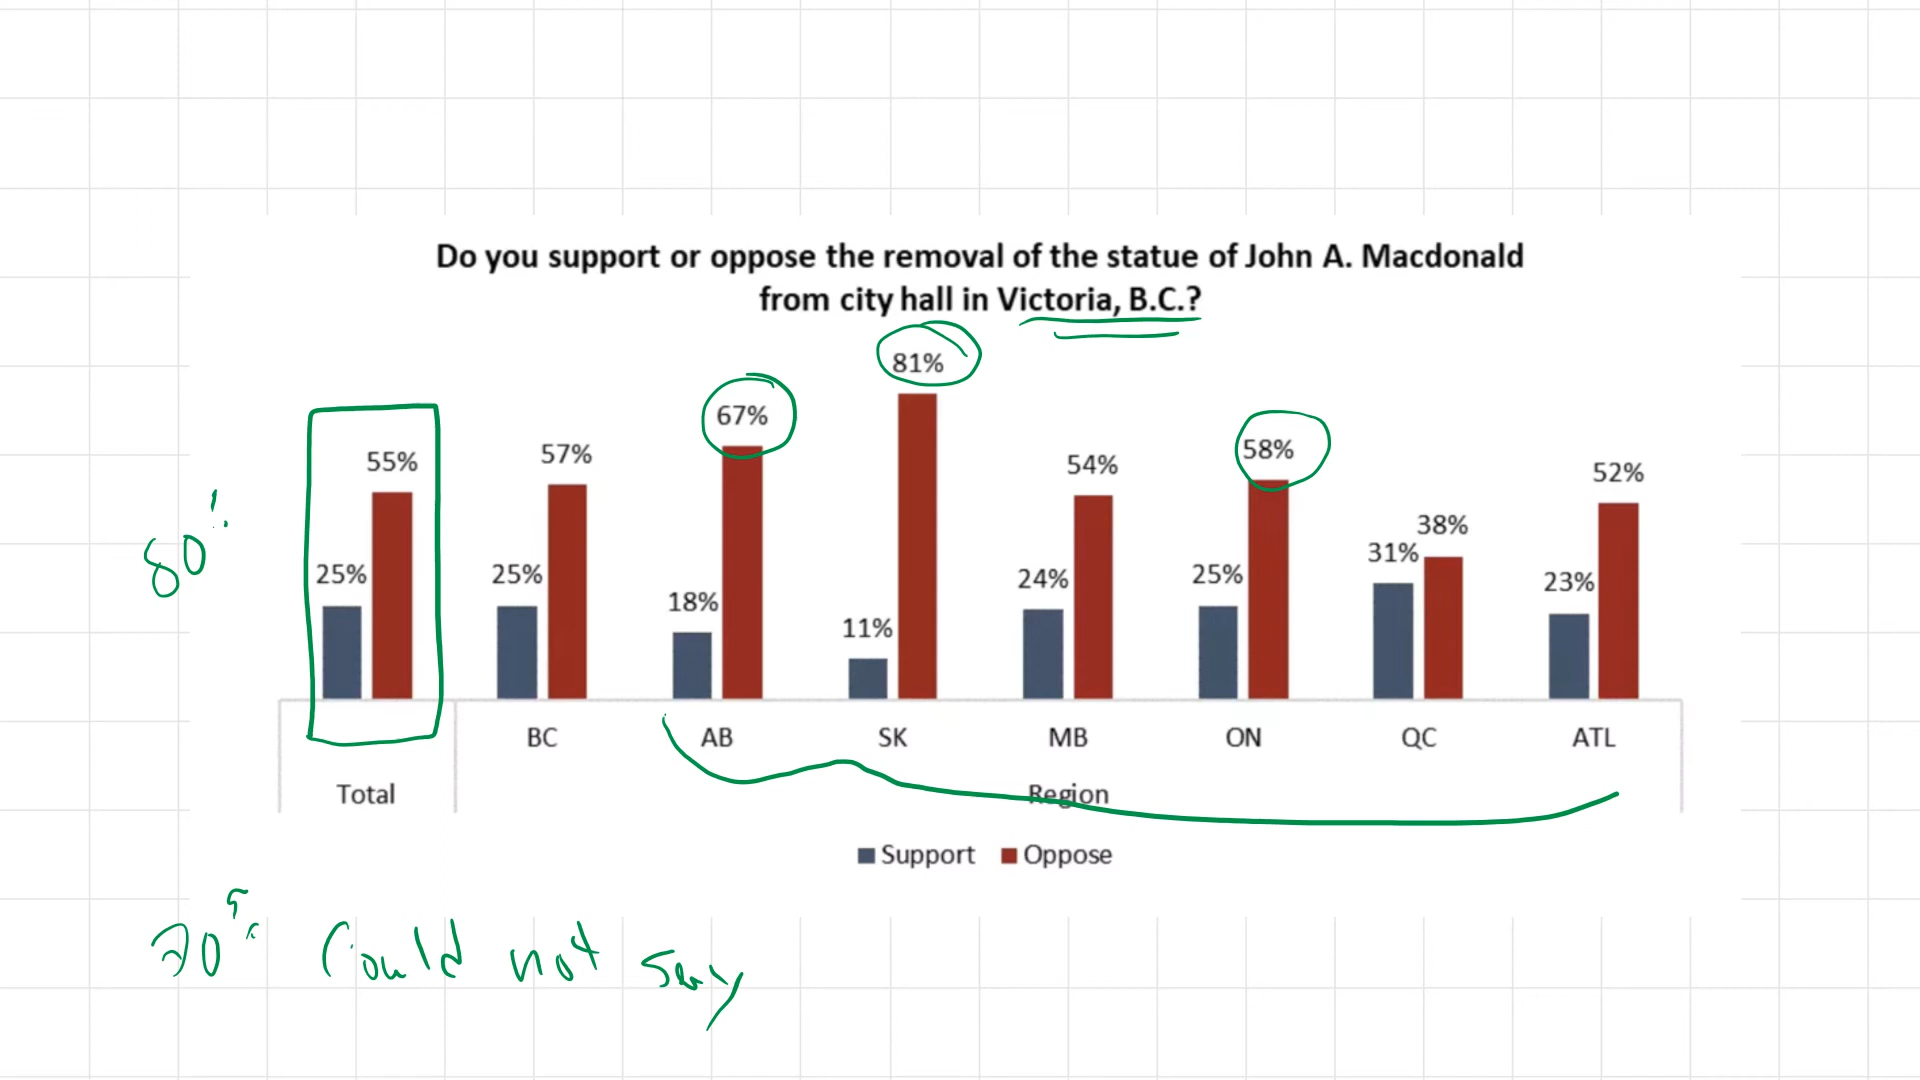 Do you support or oppose the removal of the statue of John A. Macdonald
from city hall in Victoria, B.C.?
81%
67%
58%
55%
57%
54%
52%
38%
31%
25%
25%
18%
11%
24%
25%
23%
80%
BC AB SK MB ON QC ATL
Total Region
Support Oppose
20% Could not say